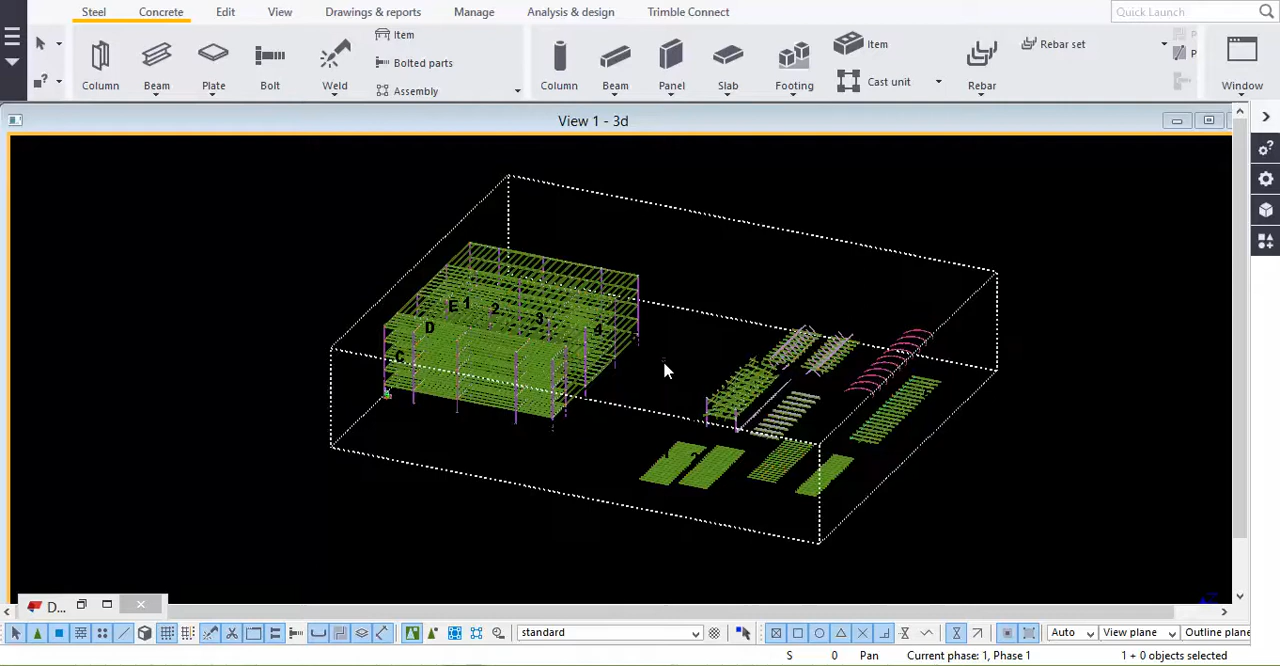 Steel Concrete Edit View Drawings & reports Manage Analysis & design Trimble Connect Quick Launch
Item
Bolted parts
Assembly
Column Beam Plate Bolt Weld
Item
Cast unit
Rebar set
Column Beam Panel Slab Footing Rebar Window
View 1 - 3d
E 1 2 3 4
D
C
D...
standard Auto View plane Outline plane
S 0 Pan Current phase: 1, Phase 1 1 + 0 objects selected